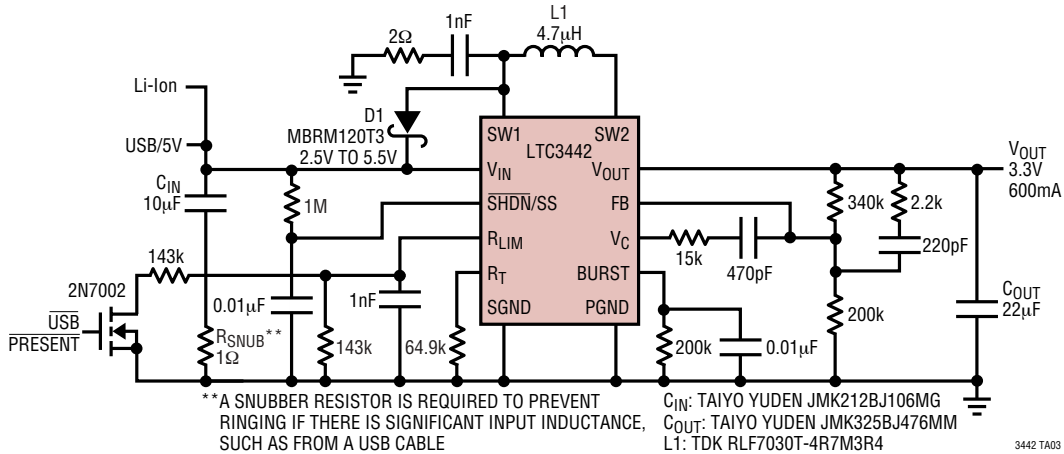 L1
4.7µH
1nF
2Ω
Li-Ion
D1
MBRM120T3
2.5V TO 5.5V
USB/5V
SW1
SW2
LTC3442
VIN
VOUT
SHDN/SS
FB
RLIM
VC
RT
BURST
SGND
PGND
VOUT
3.3V
600mA
CIN
10µF
1M
340k
2.2k
15k
470pF
220pF
143k
2N7002
USB
PRESENT
0.01µF
1nF
RSNUB**
1Ω
143k
64.9k
200k
0.01µF
200k
COUT
22µF
**A SNUBBER RESISTOR IS REQUIRED TO PREVENT
RINGING IF THERE IS SIGNIFICANT INPUT INDUCTANCE,
SUCH AS FROM A USB CABLE
CIN: TAIYO YUDEN JMK212BJ106MG
COUT: TAIYO YUDEN JMK325BJ476MM
L1: TDK RLF7030T-4R7M3R4
3442 TA03